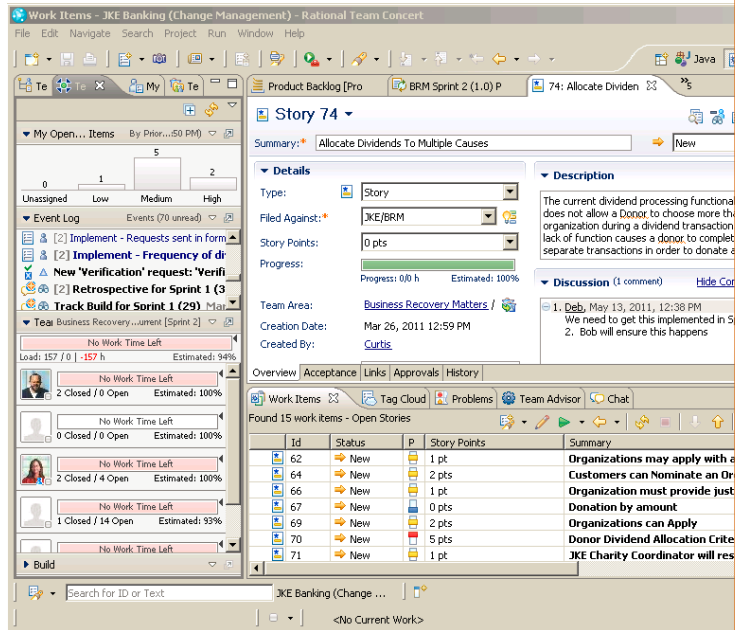 Work Items - JKE Banking (Change Management) - Rational Team Concert
File Edit Navigate Search Project Run Window Help
Java
Te Te My Te
My Open... Items By Prior...:50 PM)
0 1 5 2
Unassigned Low Medium High
Event Log Events (70 unread)
[2] Implement - Requests sent in form
[2] Implement - Frequency of di
New 'Verification' request: 'Verifi
[2] Retrospective for Sprint 1 (3
Track Build for Sprint 1 (29) Mar
Tear Business Recovery...urrent [Sprint 2]
No Work Time Left
Load: 157 / 0 | -157 h Estimated: 94%
No Work Time Left
2 Closed / 0 Open Estimated: 100%
No Work Time Left
0 Closed / 0 Open Estimated: 100%
No Work Time Left
2 Closed / 4 Open Estimated: 100%
No Work Time Left
1 Closed / 14 Open Estimated: 93%
No Work Time Left
Build
Product Backlog [Pro BRM Sprint 2 (1.0) P 74: Allocate Dividen »5
Story 74
Summary:* Allocate Dividends To Multiple Causes New
Details
Type: Story
Filed Against:* JKE/BRM
Story Points: 0 pts
Progress:
Progress: 0/0 h Estimated: 100%
Team Area: Business Recovery Matters /
Creation Date: Mar 26, 2011 12:59 PM
Created By: Curtis
Description
The current dividend processing functional
does not allow a Donor to choose more tha
organization during a dividend transaction
lack of function causes a donor to complet
separate transactions in order to donate a
Discussion (1 comment) Hide Cor
1. Deb, May 13, 2011, 12:38 PM
We need to get this implemented in S
2. Bob will ensure this happens
Overview Acceptance Links Approvals History
Work Items Tag Cloud Problems Team Advisor Chat
Found 15 work items - Open Stories
Id Status P Story Points Summary
62 New 1 pt Organizations may apply with a
64 New 2 pts Customers can Nominate an Or
66 New 1 pt Organization must provide just
67 New 0 pts Donation by amount
69 New 2 pts Organizations can Apply
70 New 5 pts Donor Dividend Allocation Crite
71 New 1 pt JKE Charity Coordinator will res
Search for ID or Text JKE Banking (Change ...
<No Current Work>